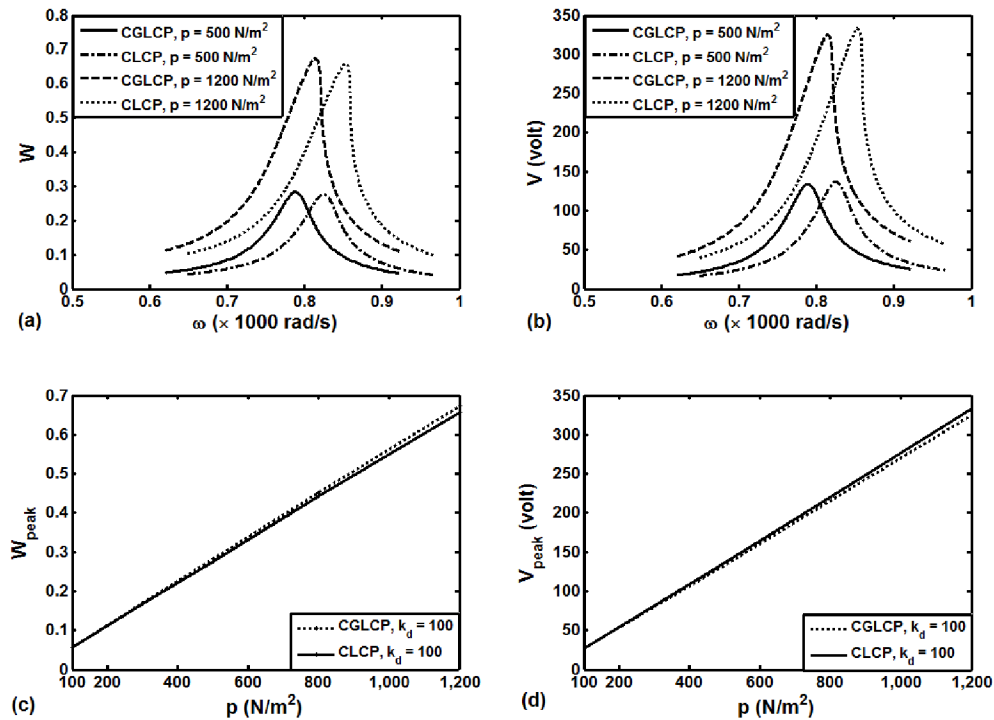 0.8
0.7
0.6
0.5
0.4
0.3
0.2
0.1
0
W
CGLCP, p = 500 N/m²
CLCP, p = 500 N/m²
CGLCP, p = 1200 N/m²
CLCP, p = 1200 N/m²
0.5 0.6 0.7 0.8 0.9 1
(a) ω (× 1000 rad/s)
350
300
250
200
150
100
50
0
V (volt)
CGLCP, p = 500 N/m²
CLCP, p = 500 N/m²
CGLCP, p = 1200 N/m²
CLCP, p = 1200 N/m²
0.5 0.6 0.7 0.8 0.9 1
(b) ω (× 1000 rad/s)
0.7
0.6
0.5
0.4
0.3
0.2
0.1
0
W_peak
CGLCP, k_d = 100
CLCP, k_d = 100
100 200 400 600 800 1,000 1,200
(c) p (N/m²)
350
300
250
200
150
100
50
0
V_peak (volt)
CGLCP, k_d = 100
CLCP, k_d = 100
100 200 400 600 800 1,000 1,200
(d) p (N/m²)